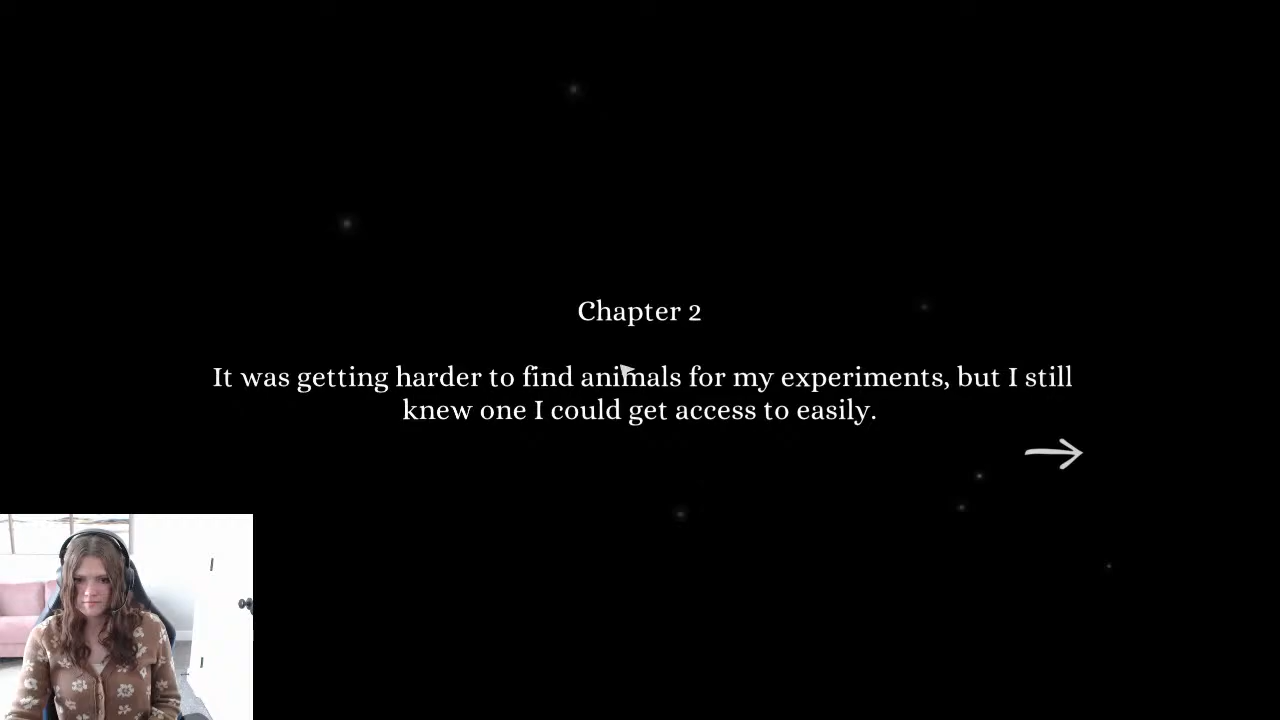 Chapter 2
It was getting harder to find animals for my experiments, but I still
knew one I could get access to easily.